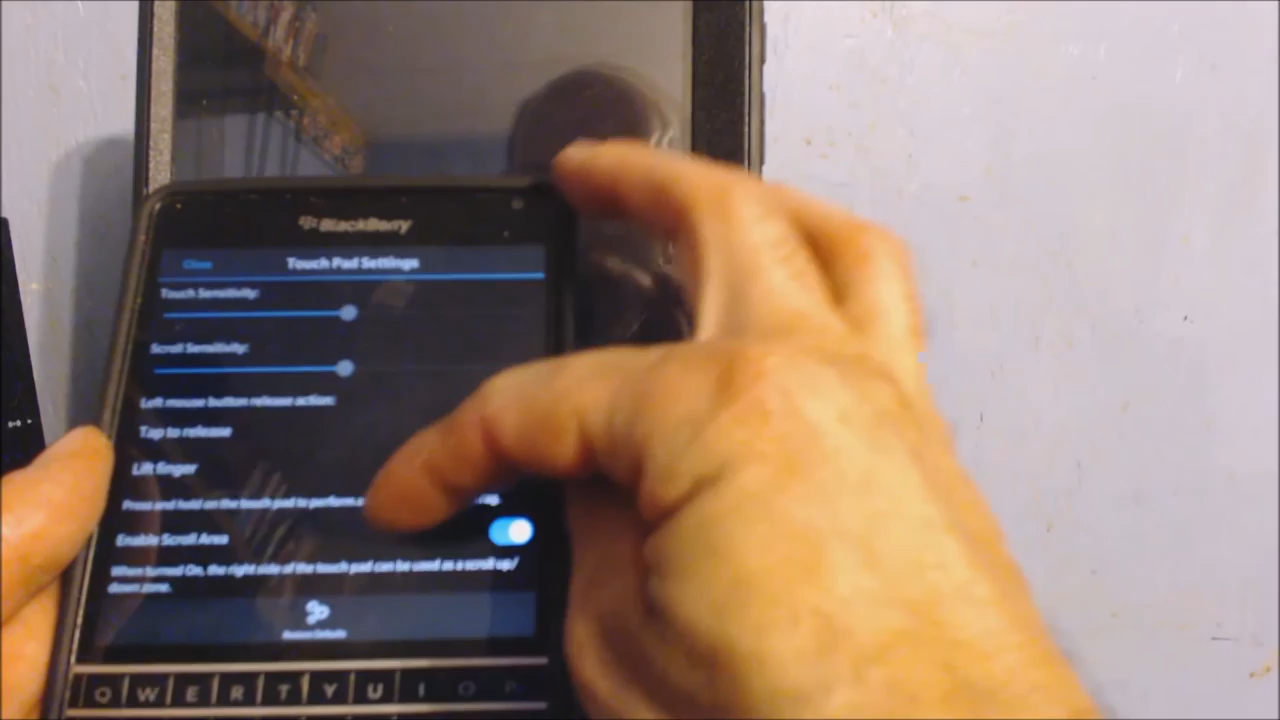 BlackBerry
Close Touch Pad Settings
Touch Sensitivity:
Scroll Sensitivity:
Left mouse button release action:
Tap to release
Lift finger
Press and hold on the touch pad to perform a
Enable Scroll Area
When turned On, the right side of the touch pad can be used as a scroll up/
down zone.
Restore Defaults
Q W E R T Y U I O P